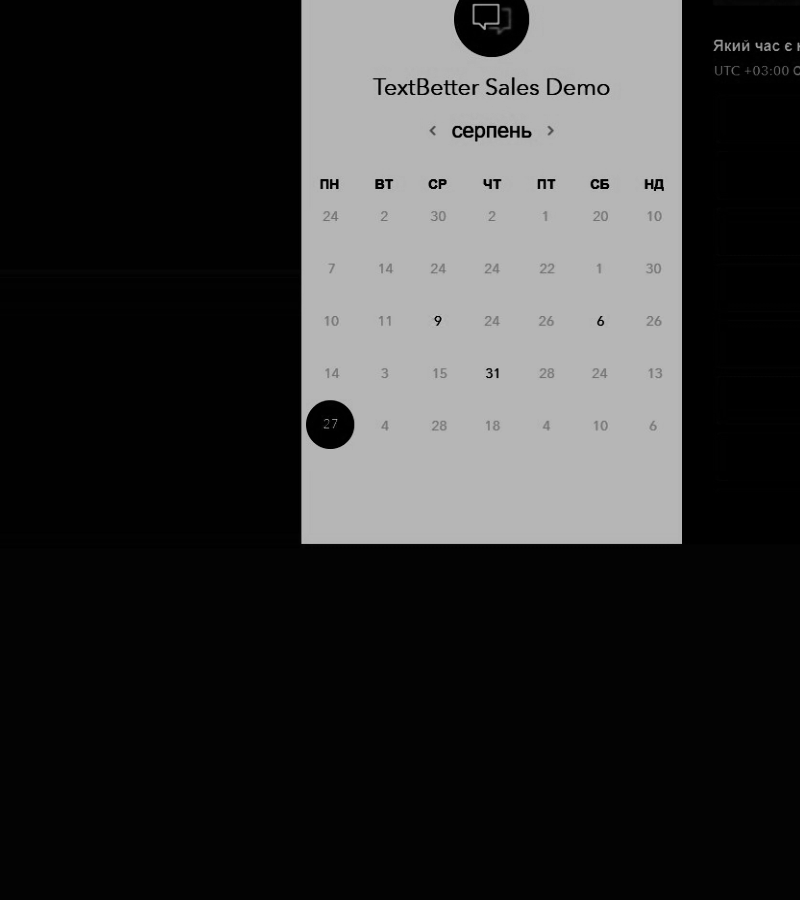 TextBetter Sales Demo
серпень
ПН ВТ СР ЧТ ПТ СБ НД
24 2 30 2 1 20 10
7 14 24 24 22 1 30
10 11 9 24 26 6 26
14 3 15 31 28 24 13
27 4 28 18 4 10 6
Який час є
UTC +03:00